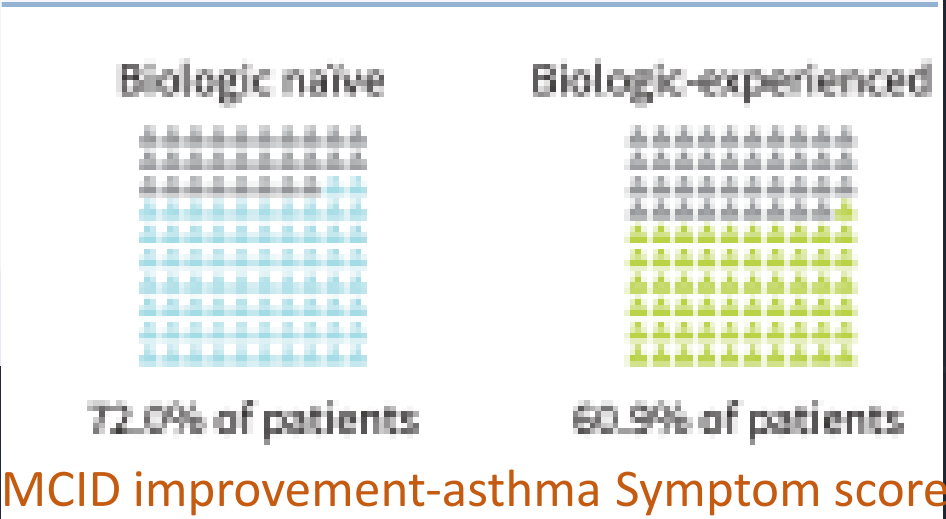 Biologic naïve
Biologic-experienced
72.0% of patients
60.9% of patients
MCID improvement-asthma Symptom score